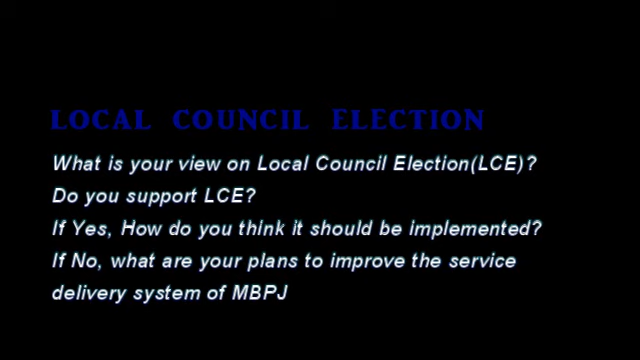 LOCAL COUNCIL ELECTION
What is your view on Local Council Election(LCE)?
Do you support LCE?
If Yes, How do you think it should be implemented?
If No, what are your plans to improve the service
delivery system of MBPJ